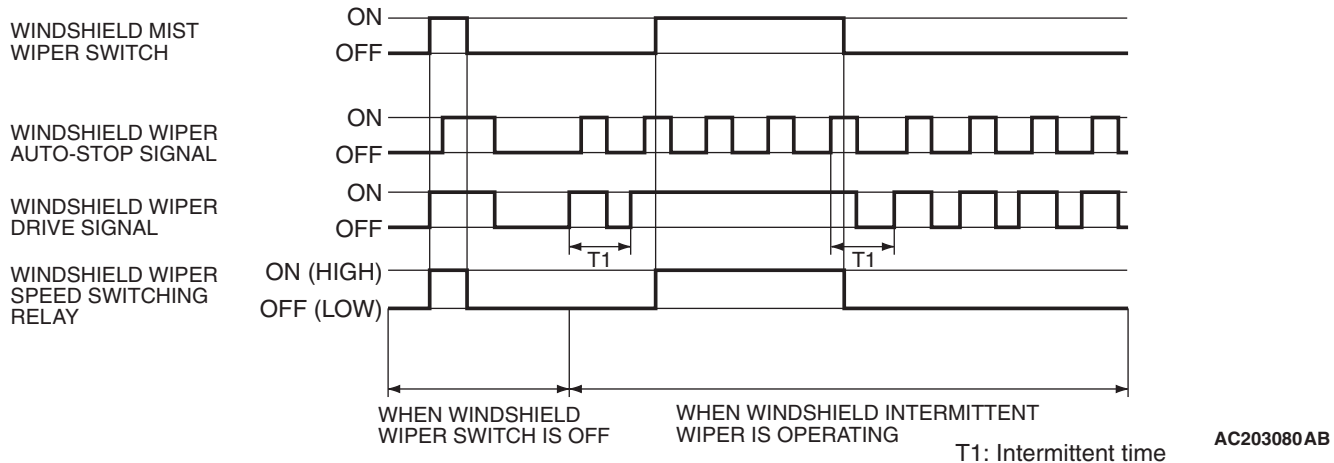 WINDSHIELD MIST
WIPER SWITCH
ON
OFF
WINDSHIELD WIPER
AUTO-STOP SIGNAL
ON
OFF
WINDSHIELD WIPER
DRIVE SIGNAL
ON
OFF
T1
T1
WINDSHIELD WIPER
SPEED SWITCHING
RELAY
ON (HIGH)
OFF (LOW)
WHEN WINDSHIELD
WIPER SWITCH IS OFF
WHEN WINDSHIELD INTERMITTENT
WIPER IS OPERATING
T1: Intermittent time
AC203080AB